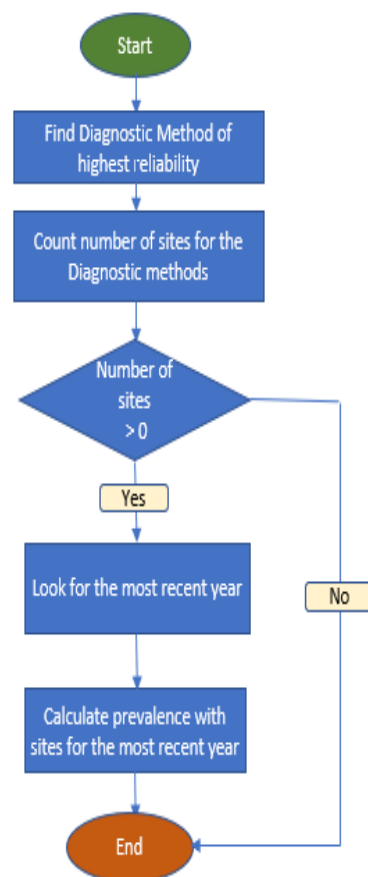 Start
Find Diagnostic Method of
highest reliability
Count number of sites for the
Diagnostic methods
Number of
sites
> 0
Yes
Look for the most recent year
No
Calculate prevalence with
sites for the most recent year
End